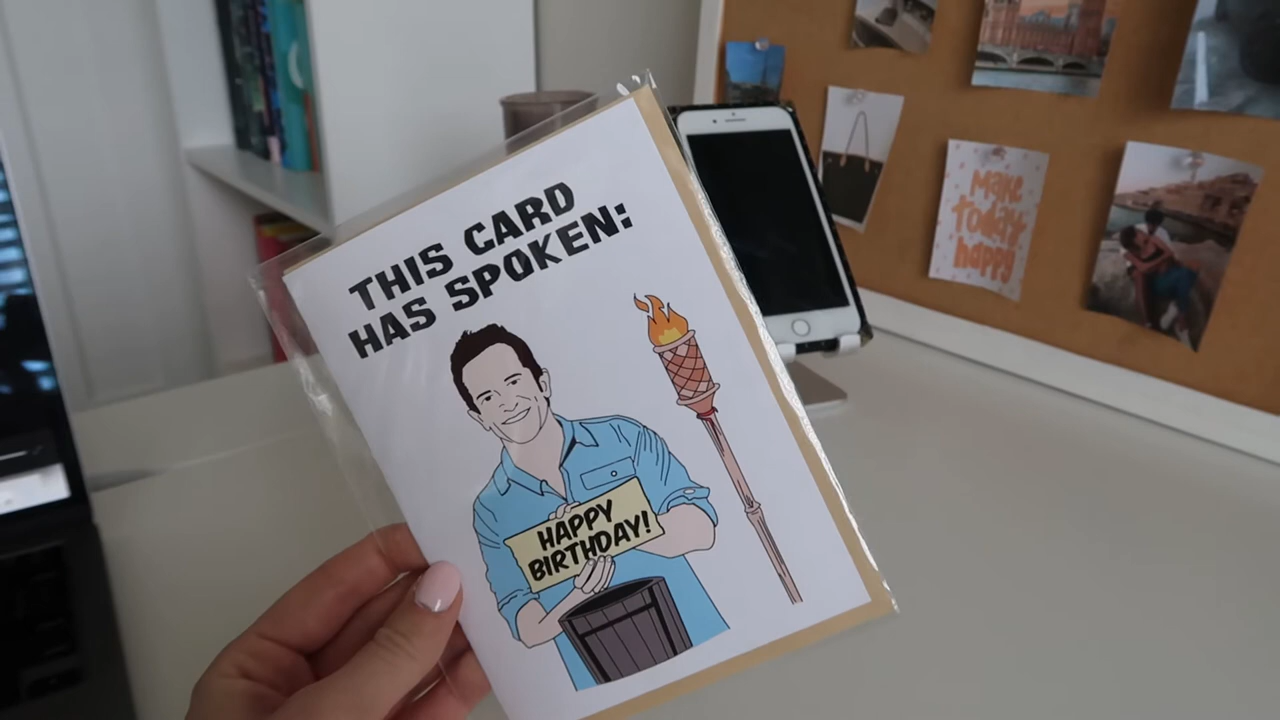 THIS CARD
HAS SPOKEN:
HAPPY
BIRTHDAY!
make
today
happy